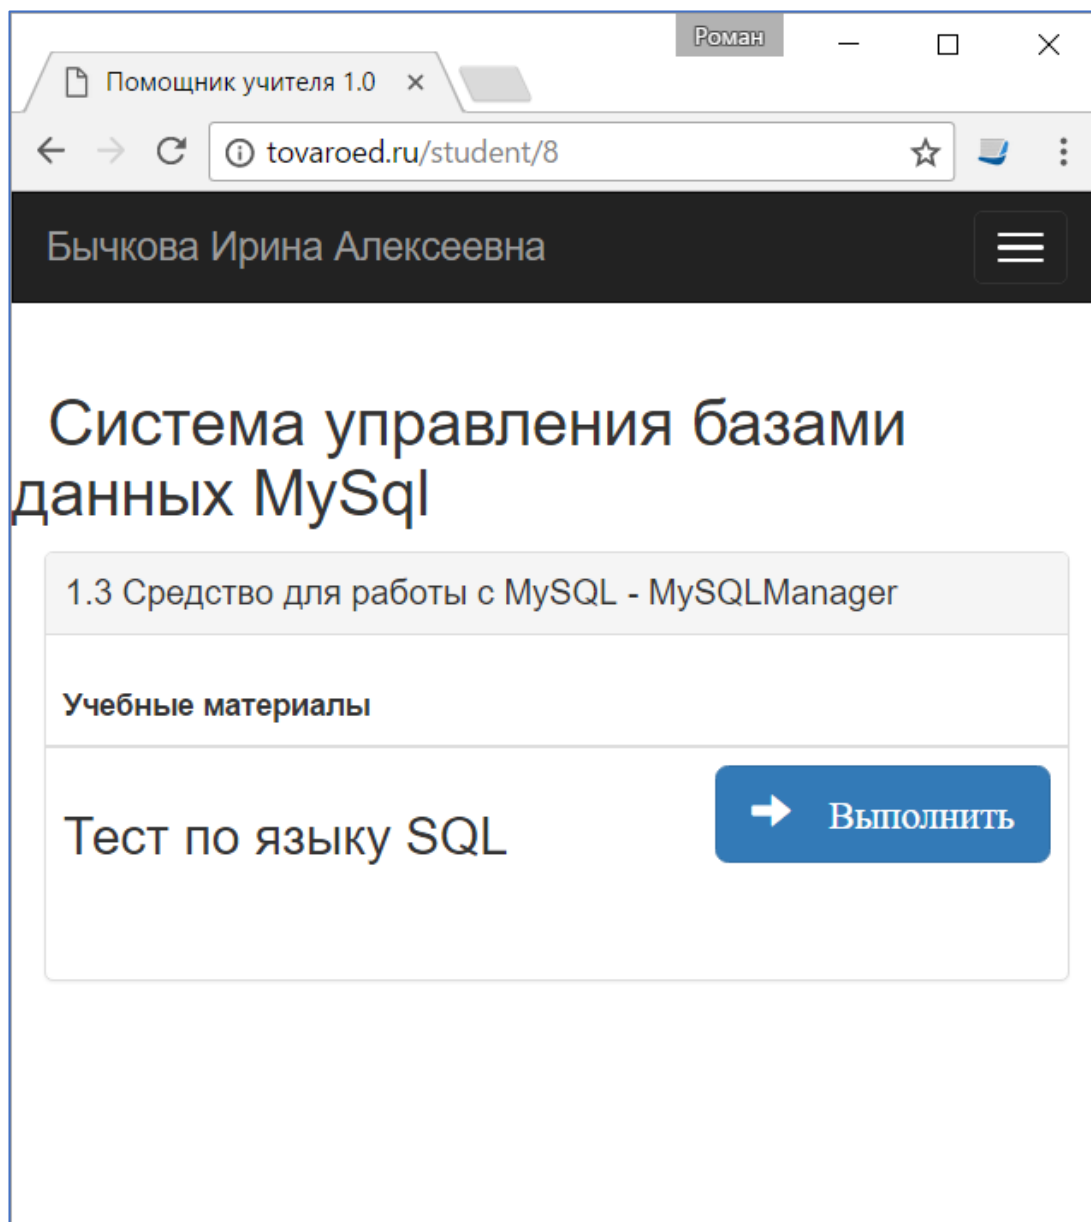 Роман
Помощник учителя 1.0
tovaroed.ru/student/8
Бычкова Ирина Алексеевна
Система управления базами
данных MySql
1.3 Средство для работы с MySQL - MySQLManager
Учебные материалы
Тест по языку SQL
Выполнить